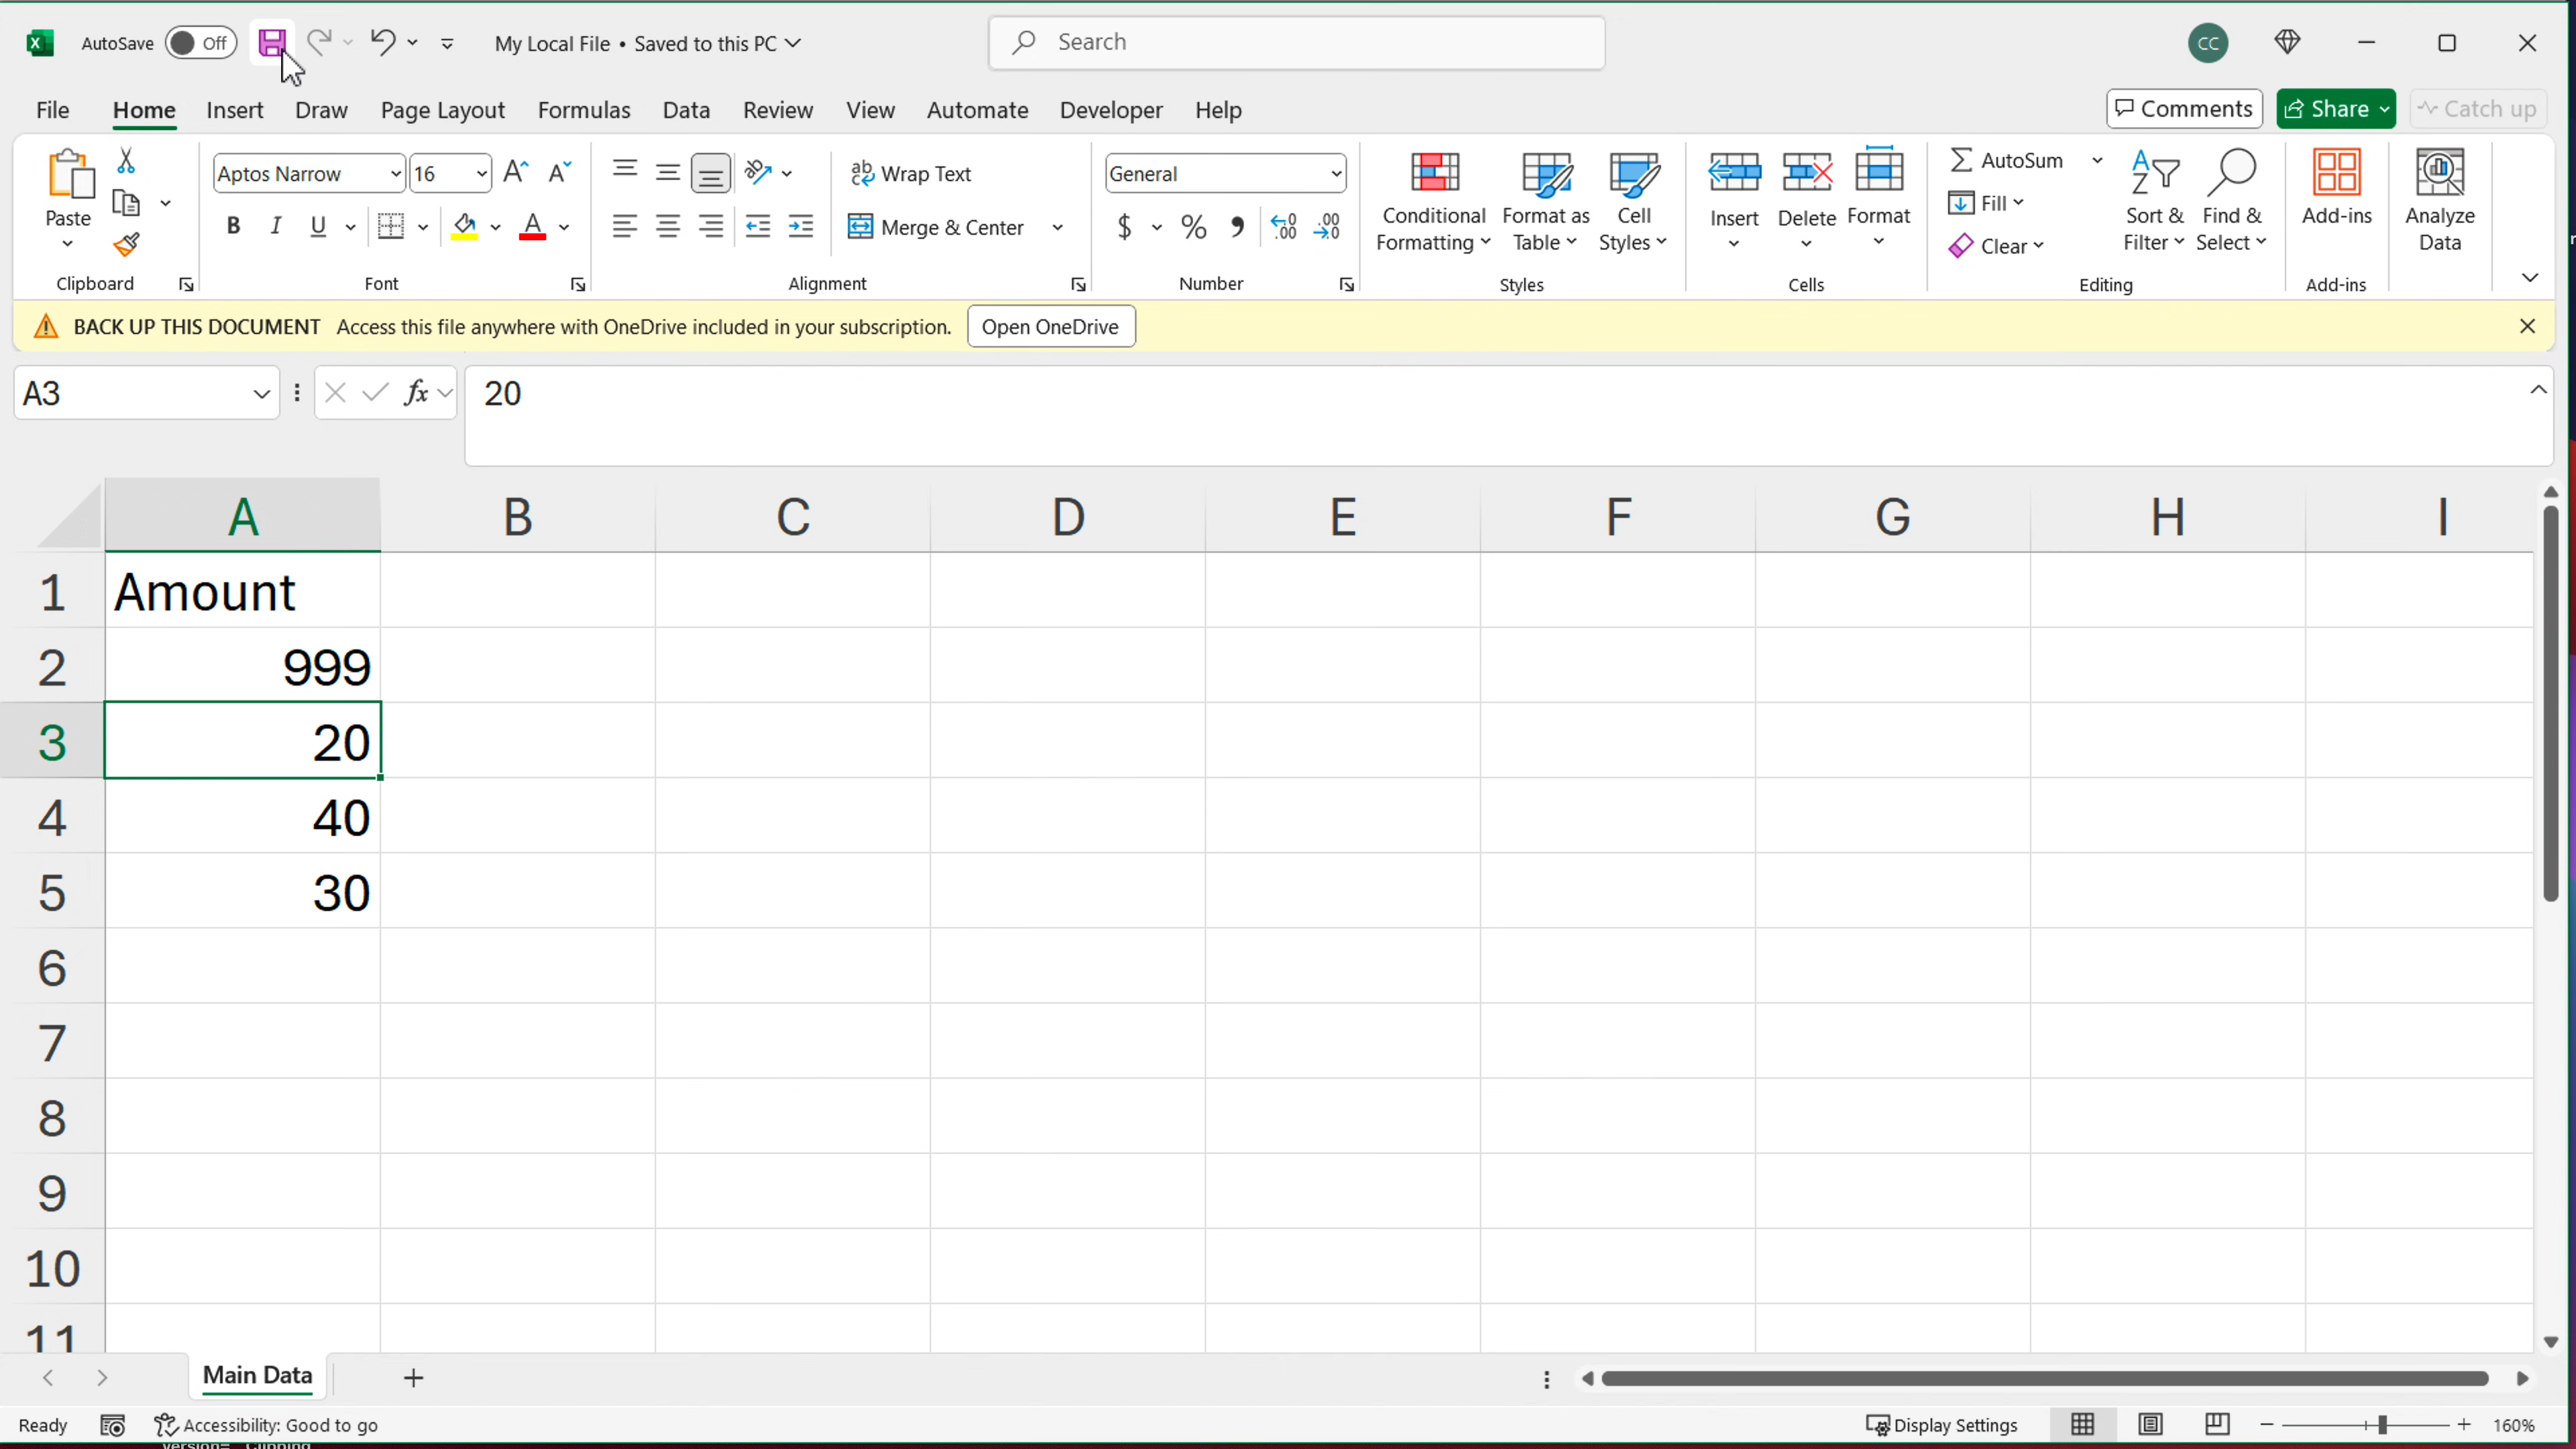 AutoSave Off My Local File • Saved to this PC Search CC
File Home Insert Draw Page Layout Formulas Data Review View Automate Developer Help Comments Share Catch up
Paste Aptos Narrow 16 Wrap Text General Conditional Formatting Format as Table Cell Styles Insert Delete Format AutoSum Fill Clear Sort & Filter Find & Select Add-ins Analyze Data
B I U A Merge & Center $ % 9
Clipboard Font Alignment Number Styles Cells Editing Add-ins
BACK UP THIS DOCUMENT Access this file anywhere with OneDrive included in your subscription. Open OneDrive
A3 fx 20
A B C D E F G H I
1 Amount
2 999
3 20
4 40
5 30
6
7
8
9
10
11
Main Data
Ready Accessibility: Good to go Display Settings 160%